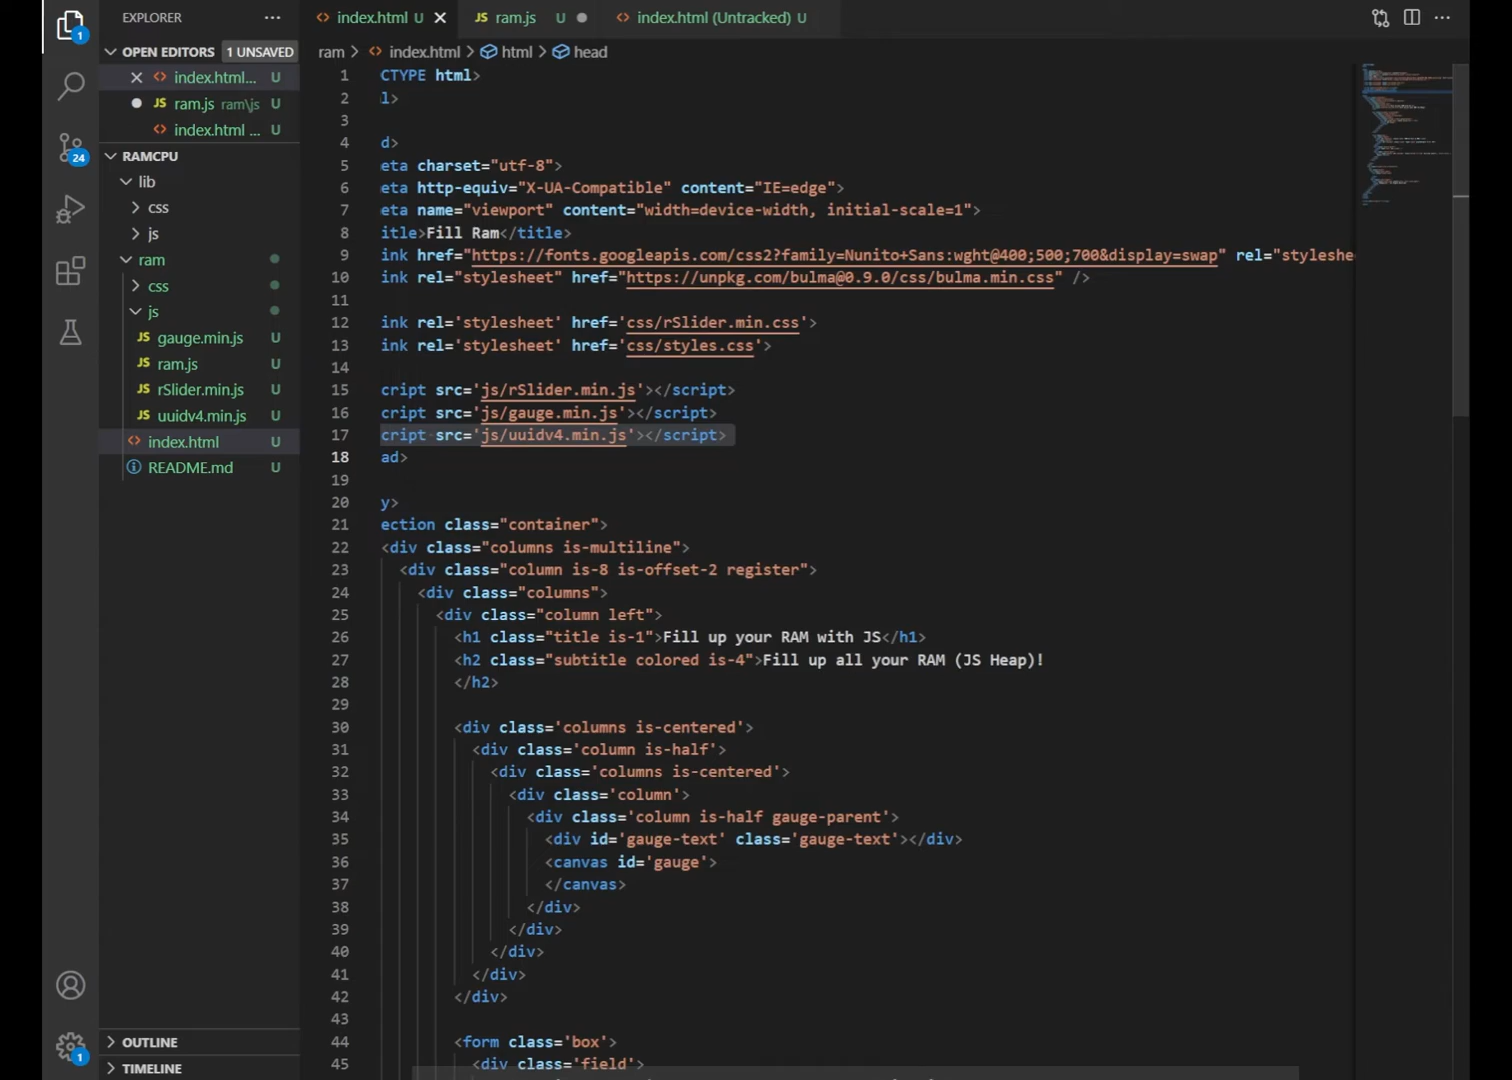 EXPLORER
index.html U
ram.js U
index.html (Untracked) U
OPEN EDITORS 1 UNSAVED
ram > index.html > html > head
index.html... U
ram.js ram\js U
index.html ... U
RAMCPU
lib
css
js
ram
css
js
JS gauge.min.js U
JS ram.js U
JS rSlider.min.js U
JS uuidv4.min.js U
index.html U
README.md U
OUTLINE
TIMELINE
1
24
1
1 CTYPE html>
2 l>
3
4 d>
5 eta charset="utf-8">
6 eta http-equiv="X-UA-Compatible" content="IE=edge">
7 eta name="viewport" content="width=device-width, initial-scale=1">
8 itle>Fill Ram</title>
9 ink href="https://fonts.googleapis.com/css2?family=Nunito+Sans:wght@400;500;700&display=swap" rel="styleshe
10 ink rel="stylesheet" href="https://unpkg.com/bulma@0.9.0/css/bulma.min.css" />
11
12 ink rel='stylesheet' href='css/rSlider.min.css'>
13 ink rel='stylesheet' href='css/styles.css'>
14
15 cript src='js/rSlider.min.js'></script>
16 cript src='js/gauge.min.js'></script>
17 cript src='js/uuidv4.min.js'></script>
18 ad>
19
20 y>
21 ection class="container">
22 <div class="columns is-multiline">
23 <div class="column is-8 is-offset-2 register">
24 <div class="columns">
25 <div class="column left">
26 <h1 class="title is-1">Fill up your RAM with JS</h1>
27 <h2 class="subtitle colored is-4">Fill up all your RAM (JS Heap)!
28 </h2>
29
30 <div class='columns is-centered'>
31 <div class='column is-half'>
32 <div class='columns is-centered'>
33 <div class='column'>
34 <div class='column is-half gauge-parent'>
35 <div id='gauge-text' class='gauge-text'></div>
36 <canvas id='gauge'>
37 </canvas>
38 </div>
39 </div>
40 </div>
41 </div>
42 </div>
43
44 <form class='box'>
45 <div class='field'>